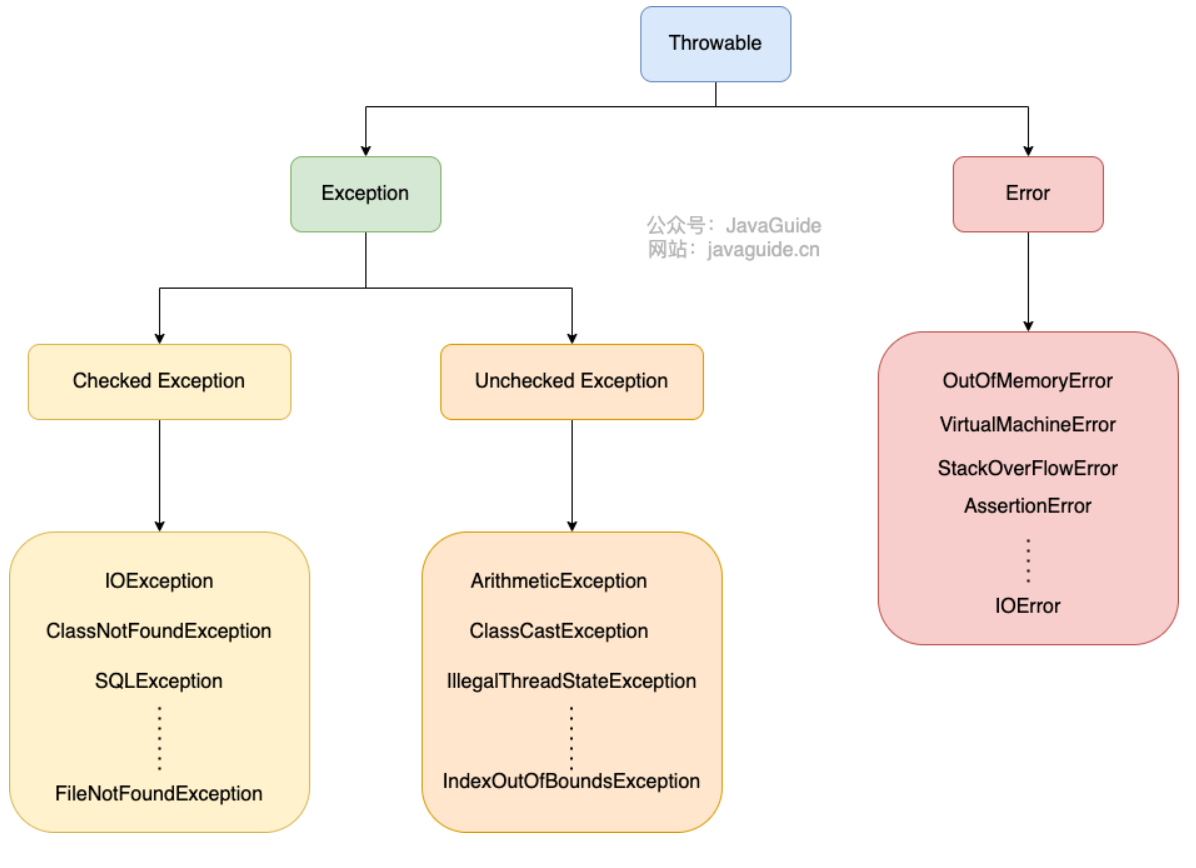 Throwable
Exception
Error
公众号：JavaGuide
网站：javaguide.cn
Checked Exception
Unchecked Exception
OutOfMemoryError
VirtualMachineError
StackOverFlowError
AssertionError
IOError
IOException
ClassNotFoundException
SQLException
FileNotFoundException
ArithmeticException
ClassCastException
IllegalThreadStateException
IndexOutOfBoundsException